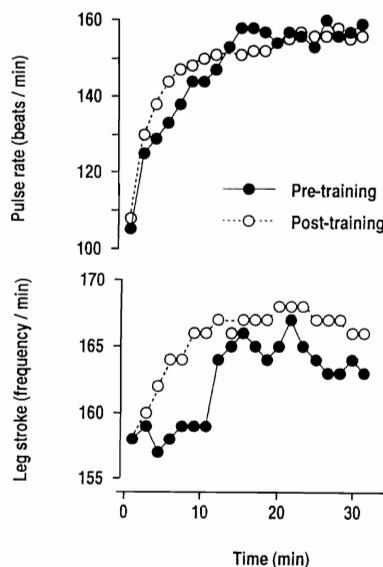 Pulse rate (beats / min)
160
140
120
100
Pre-training
Post-training
Leg stroke (frequency / min)
170
165
160
155
0
10
20
30
Time (min)